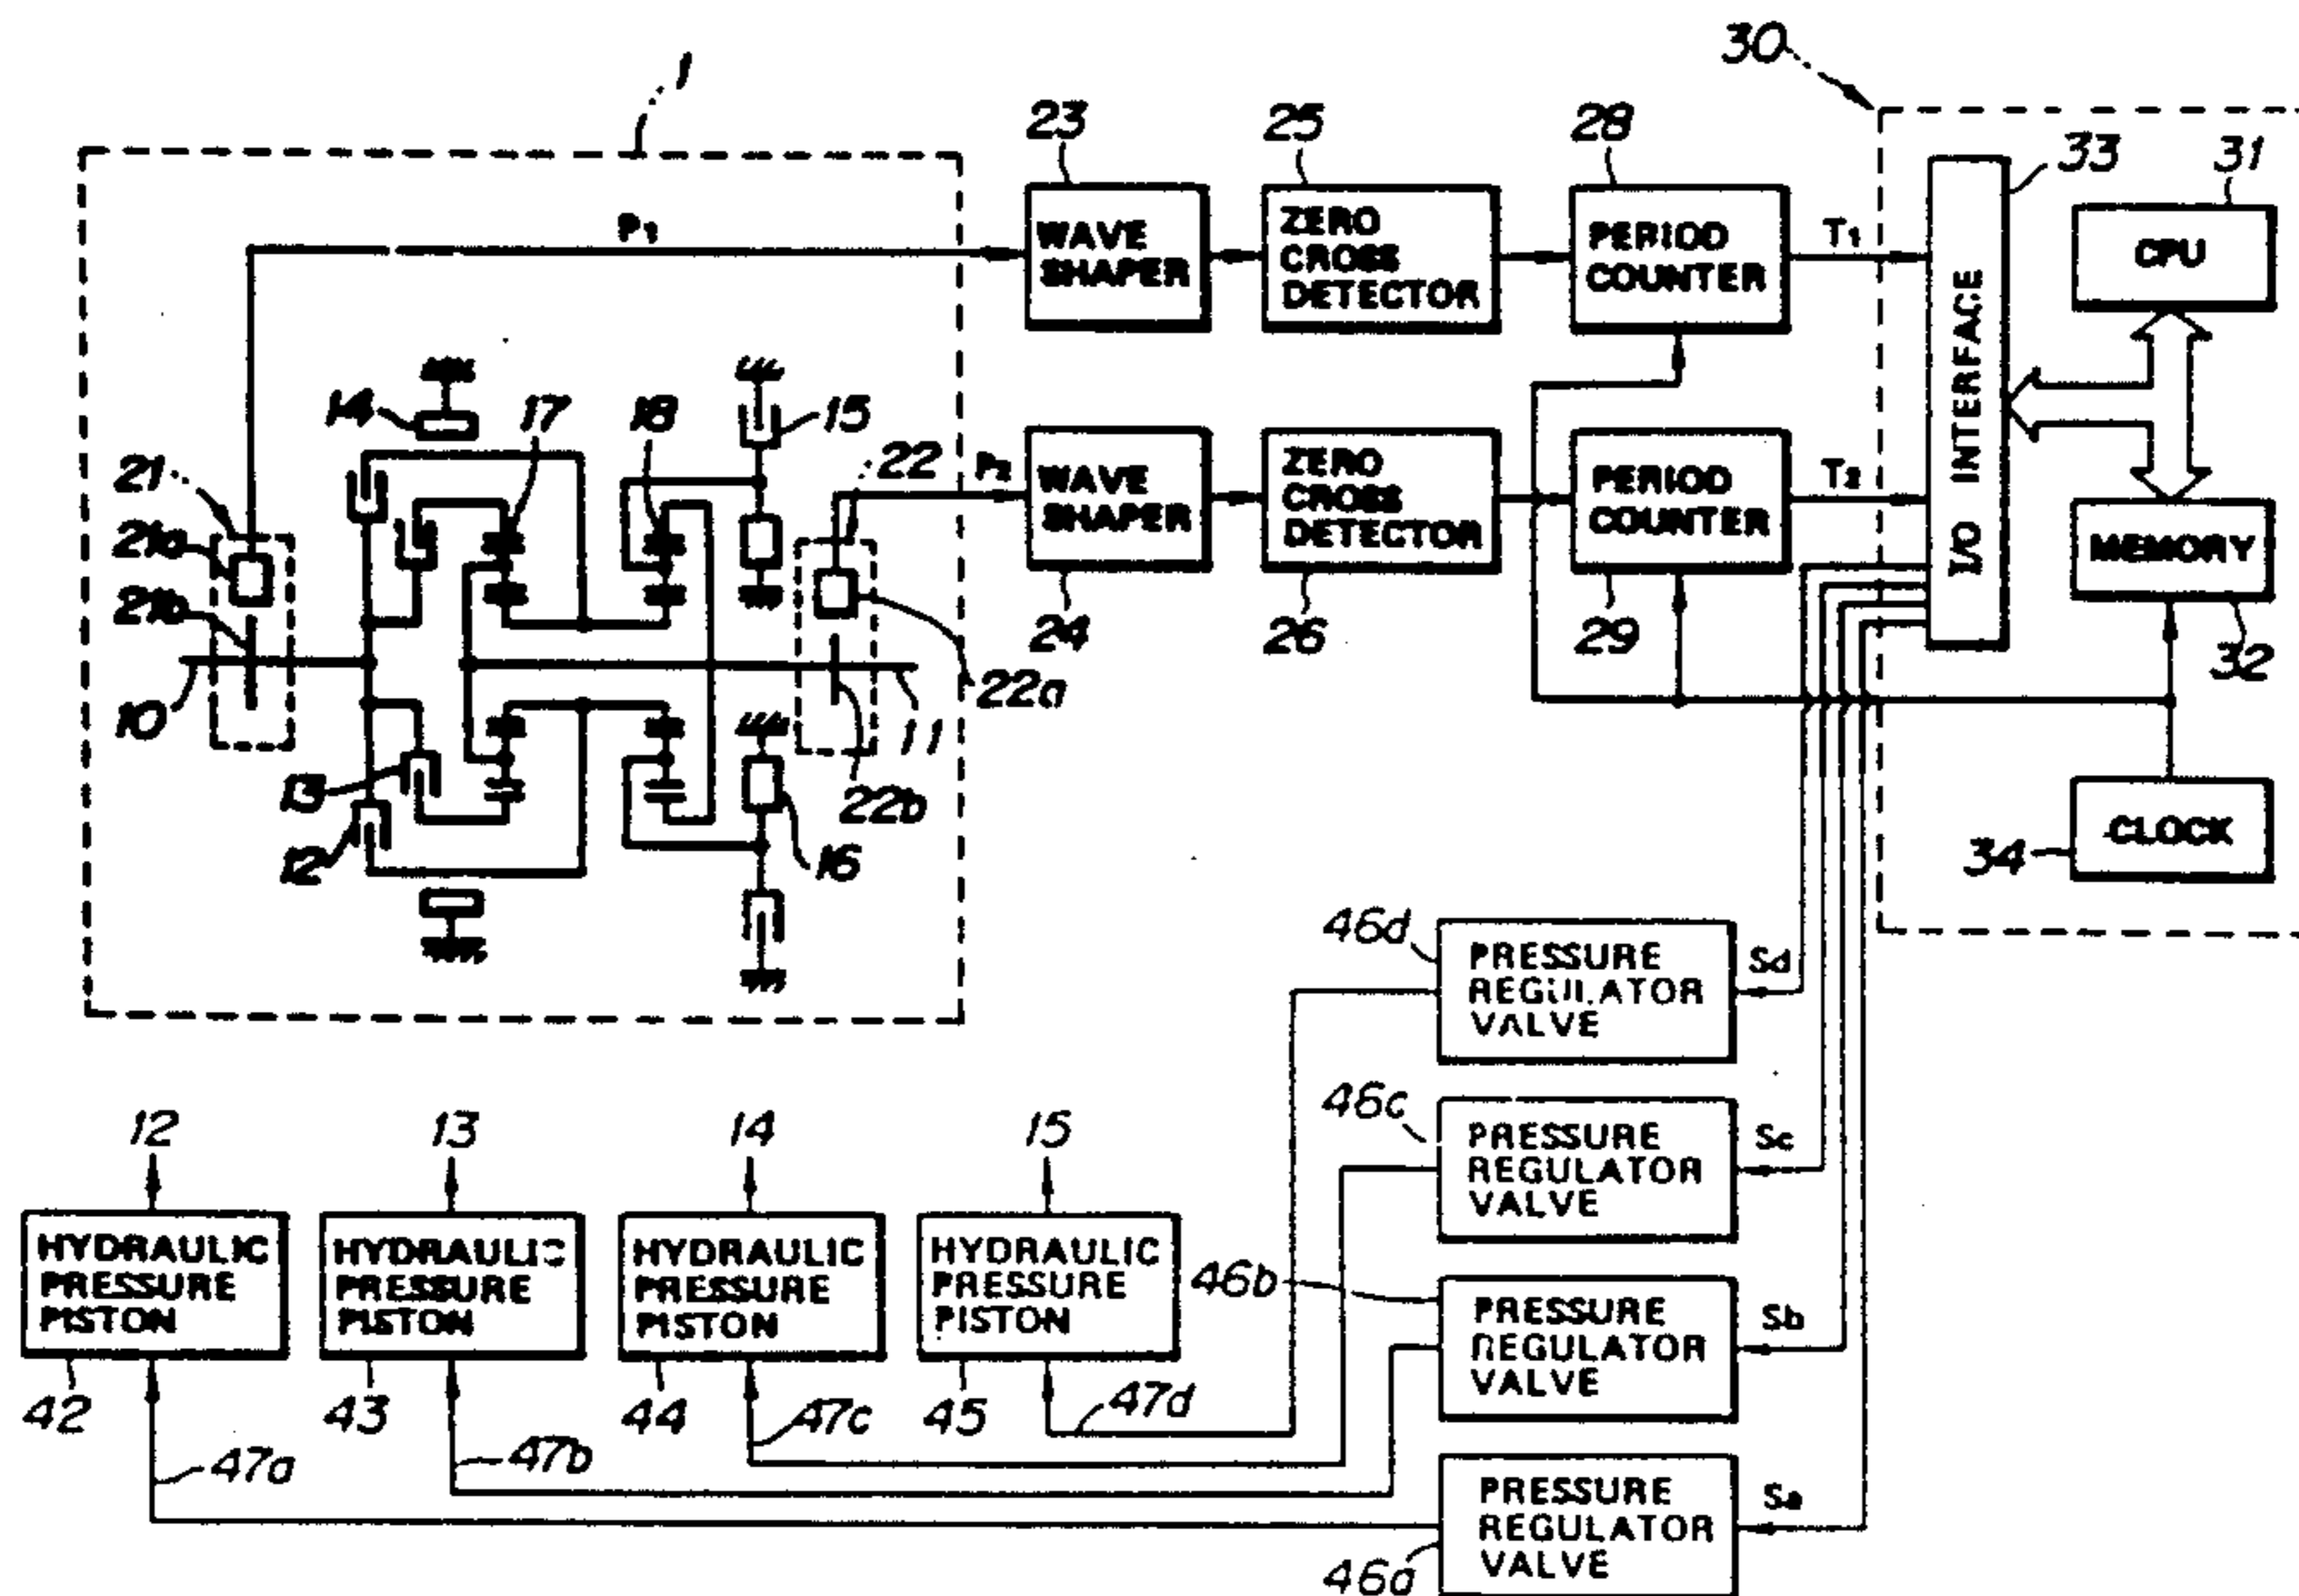 30
1
23
25
28
33
31
P1
WAVE SHAPER
ZERO CROSS DETECTOR
PERIOD COUNTER
T1
I/O INTERFACE
CPU
14
17
18
15
22
21
P2
WAVE SHAPER
ZERO CROSS DETECTOR
PERIOD COUNTER
T2
MEMORY
21a
21b
24
26
29
32
10
22a
11
13
22b
12
16
CLOCK
34
46d
PRESSURE REGULATOR VALVE
Sd
46c
PRESSURE REGULATOR VALVE
Sc
12
13
14
15
HYDRAULIC PRESSURE PISTON
HYDRAULIC PRESSURE PISTON
HYDRAULIC PRESSURE PISTON
HYDRAULIC PRESSURE PISTON
46b
PRESSURE REGULATOR VALVE
Sb
42
43
44
45
47a
47b
47c
47d
PRESSURE REGULATOR VALVE
Sa
46a